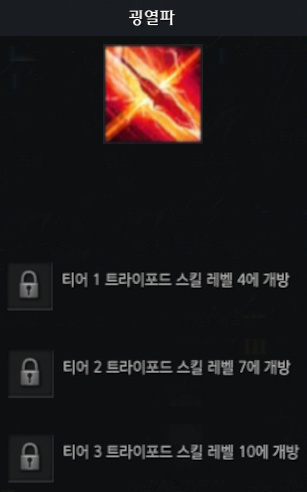 굉열파
티어 1 트라이포드 스킬 레벨 4에 개방
티어 2 트라이포드 스킬 레벨 7에 개방
티어 3 트라이포드 스킬 레벨 10에 개방